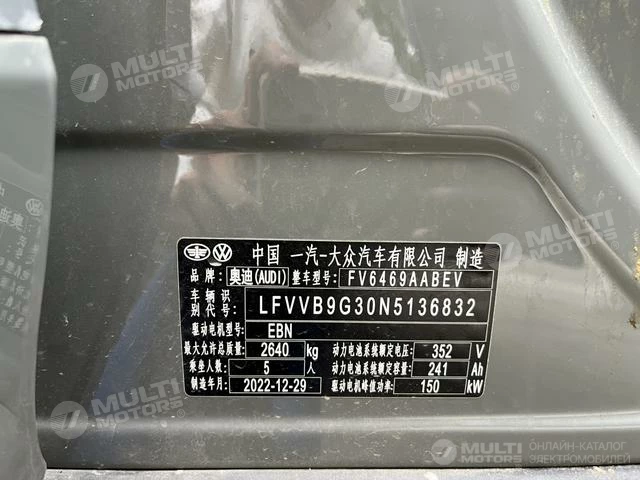 MULTI MOTORS
MULTI MOTORS
MULTI MOTORS
中国 一汽-大众汽车有限公司 制造
品牌: 奥迪(AUDI) 整车型号: FV6469AABEV
车辆识别代号: LFVVB9G30N5136832
驱动电机型号: EBN
最大允许总质量: 2640 kg 动力电池系统额定电压: 352 V
乘坐人数: 5 人 动力电池系统额定容量: 241 Ah
制造年月: 2022-12-29 驱动电机峰值功率: 150 kW
MULTI MOTORS
MULTI MOTORS
ОНЛАЙН-КАТАЛОГ
ЭЛЕКТРОМОБИЛЕЙ